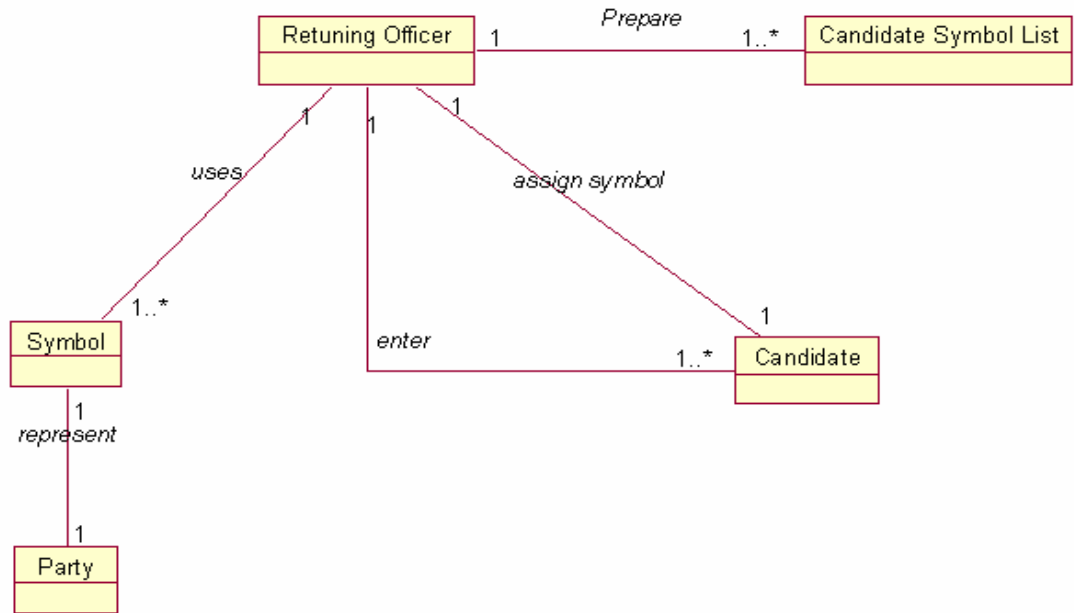 Prepare
Retuning Officer
1
1..*
Candidate Symbol List
1
1
1
uses
assign symbol
1..*
1
Symbol
enter
1..*
Candidate
1
represent
1
Party